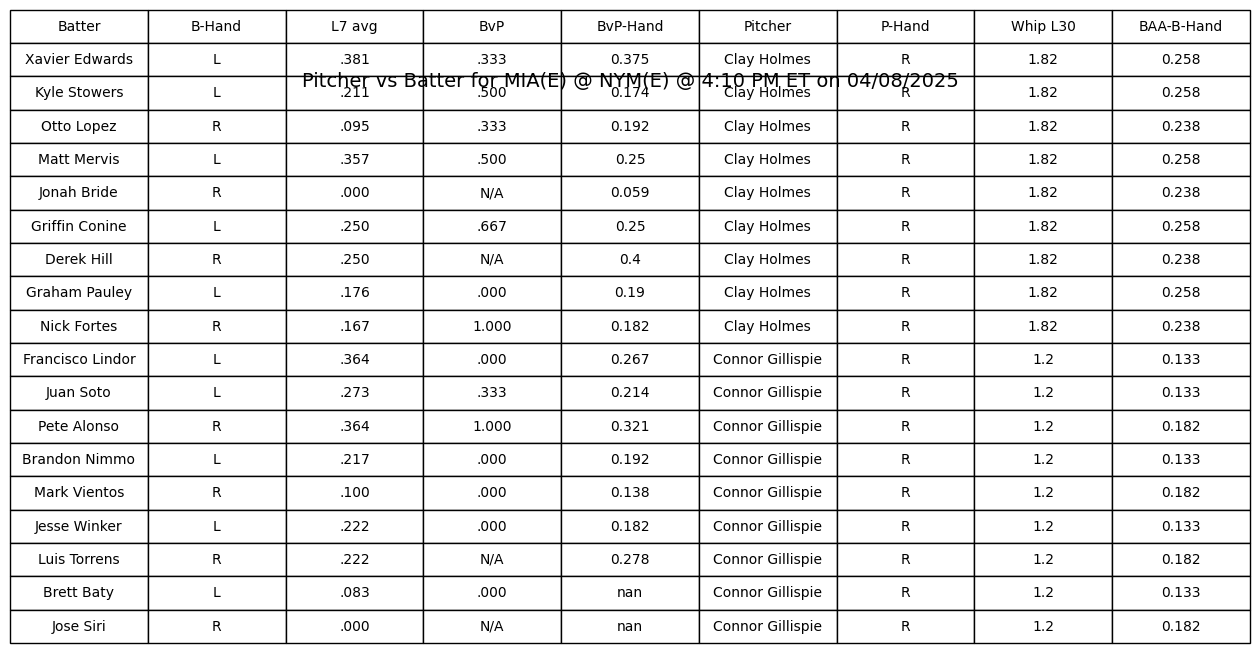 Batter B-Hand L7 avg BvP BvP-Hand Pitcher P-Hand Whip L30 BAA-B-Hand
Xavier Edwards L .381 .333 0.375 Clay Holmes R 1.82 0.258
Pitcher vs Batter for MIA(E) @ NYM(E) @ 4:10 PM ET on 04/08/2025
Kyle Stowers L .211 .500 0.174 Clay Holmes R 1.82 0.258
Otto Lopez R .095 .333 0.192 Clay Holmes R 1.82 0.238
Matt Mervis L .357 .500 0.25 Clay Holmes R 1.82 0.258
Jonah Bride R .000 N/A 0.059 Clay Holmes R 1.82 0.238
Griffin Conine L .250 .667 0.25 Clay Holmes R 1.82 0.258
Derek Hill R .250 N/A 0.4 Clay Holmes R 1.82 0.238
Graham Pauley L .176 .000 0.19 Clay Holmes R 1.82 0.258
Nick Fortes R .167 1.000 0.182 Clay Holmes R 1.82 0.238
Francisco Lindor L .364 .000 0.267 Connor Gillispie R 1.2 0.133
Juan Soto L .273 .333 0.214 Connor Gillispie R 1.2 0.133
Pete Alonso R .364 1.000 0.321 Connor Gillispie R 1.2 0.182
Brandon Nimmo L .217 .000 0.192 Connor Gillispie R 1.2 0.133
Mark Vientos R .100 .000 0.138 Connor Gillispie R 1.2 0.182
Jesse Winker L .222 .000 0.182 Connor Gillispie R 1.2 0.133
Luis Torrens R .222 N/A 0.278 Connor Gillispie R 1.2 0.182
Brett Baty L .083 .000 nan Connor Gillispie R 1.2 0.133
Jose Siri R .000 N/A nan Connor Gillispie R 1.2 0.182